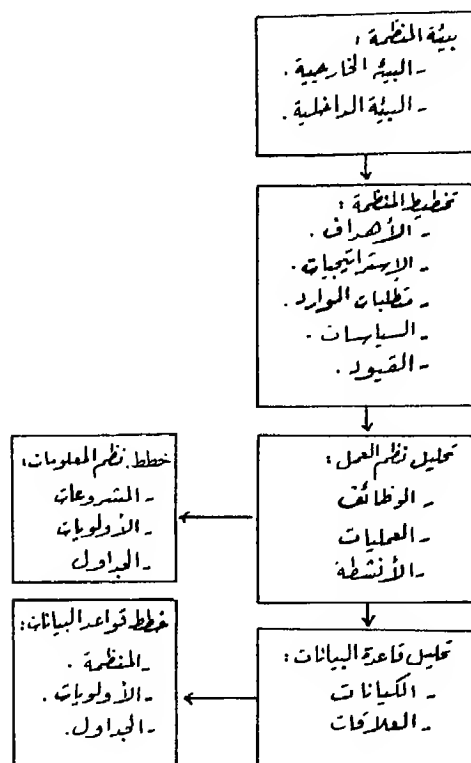 بيئة المنظمة :
- البيئة الخارجية .
- البيئة الداخلية .
تخطيط المنظمة :
- الأهداف .
- الإستراتيجيات .
- متطلبات الموارد .
- السياسات .
- القيود .
تحليل نظم العمل :
- الوظائف
- العمليات
- الأنشطة
خطط نظم المعلومات :
- المشروعات
- الأولويات
- الجداول
تحليل قاعدة البيانات :
- الكيانات
- العلاقات
خطط قواعد البيانات :
- المنظمة .
- الأولويات .
- الجداول .